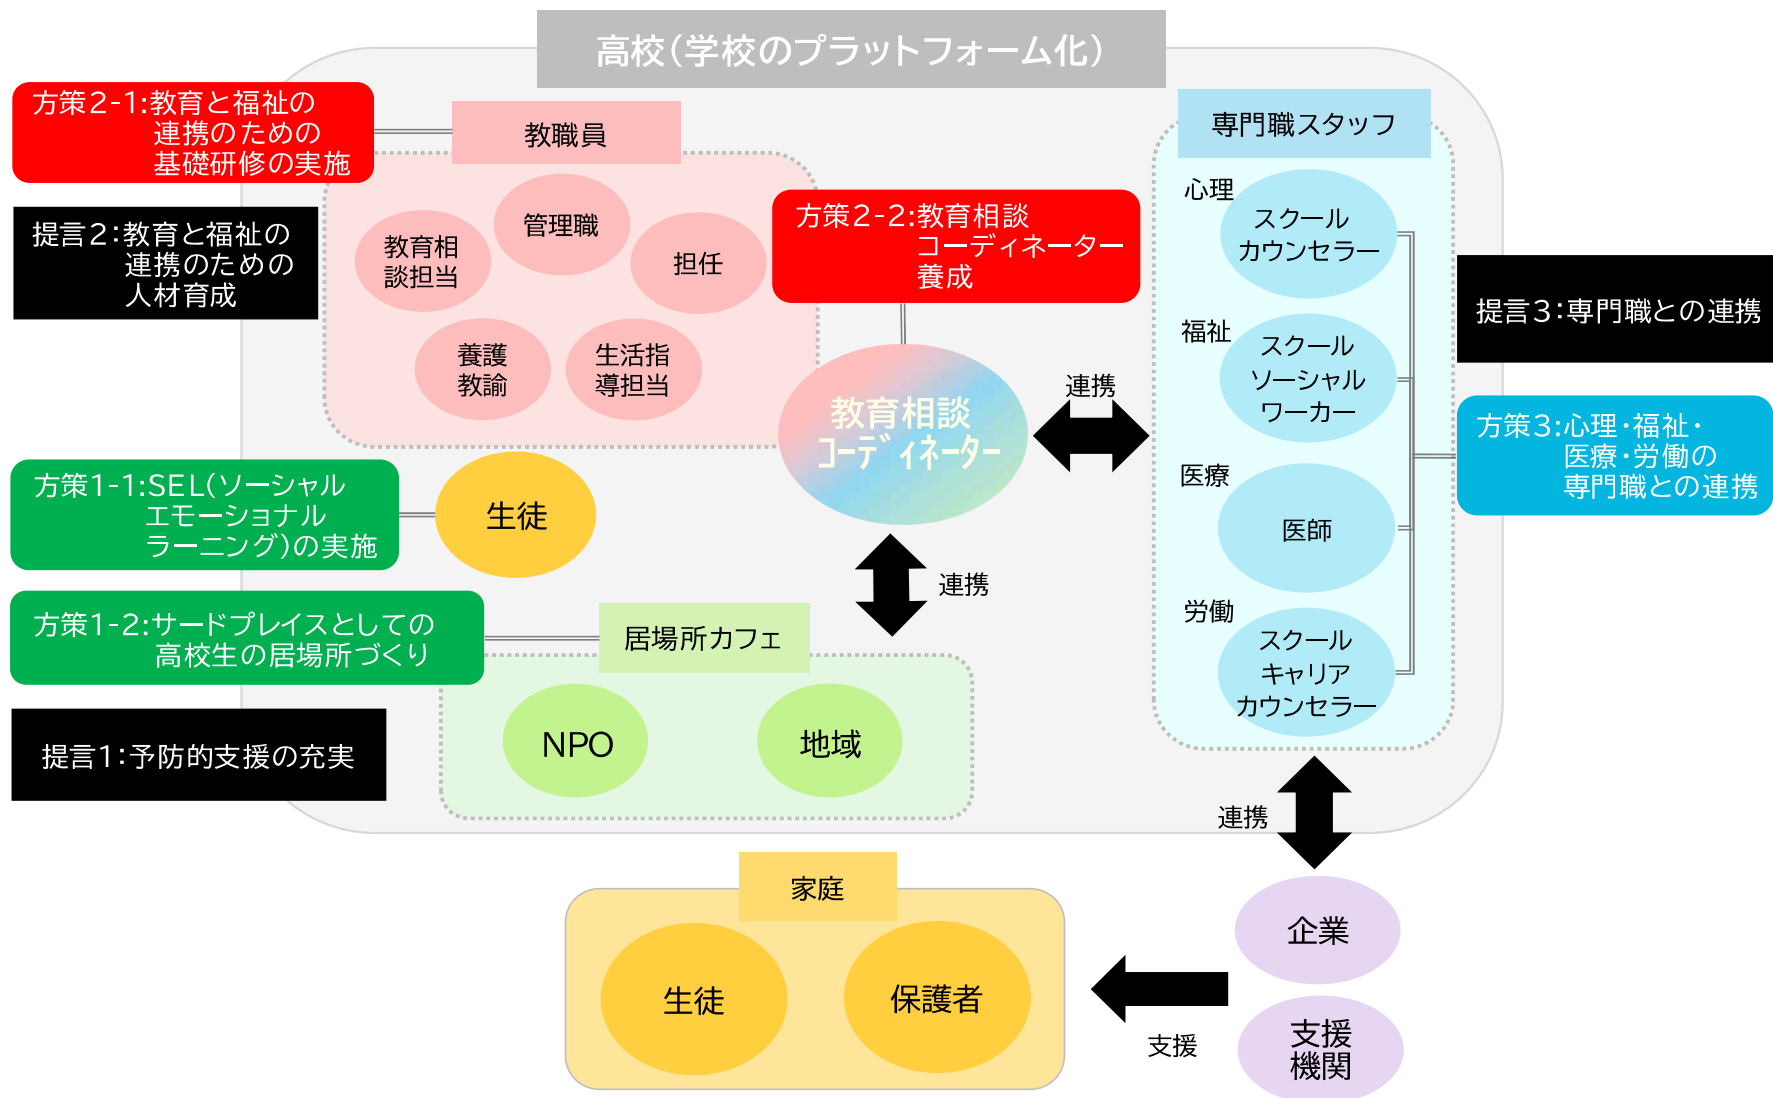 高校（学校のプラットフォーム化）
方策2-1：教育と福祉の
連携のための
基礎研修の実施
提言2：教育と福祉の
連携のための
人材育成
教職員
教育相
談担当
管理職
担任
養護
教諭
生活指
導担当
方策2-2：教育相談
コーディネーター
養成
教育相談
コーディネーター
連携
専門職スタッフ
心理
スクール
カウンセラー
福祉
スクール
ソーシャル
ワーカー
医療
医師
労働
スクール
キャリア
カウンセラー
提言3：専門職との連携
方策3：心理・福祉・
医療・労働の
専門職との連携
方策1-1：SEL（ソーシャル
エモーショナル
ラーニング）の実施
生徒
方策1-2：サードプレイスとしての
高校生の居場所づくり
提言1：予防的支援の充実
連携
居場所カフェ
NPO
地域
連携
家庭
生徒
保護者
支援
企業
支援
機関